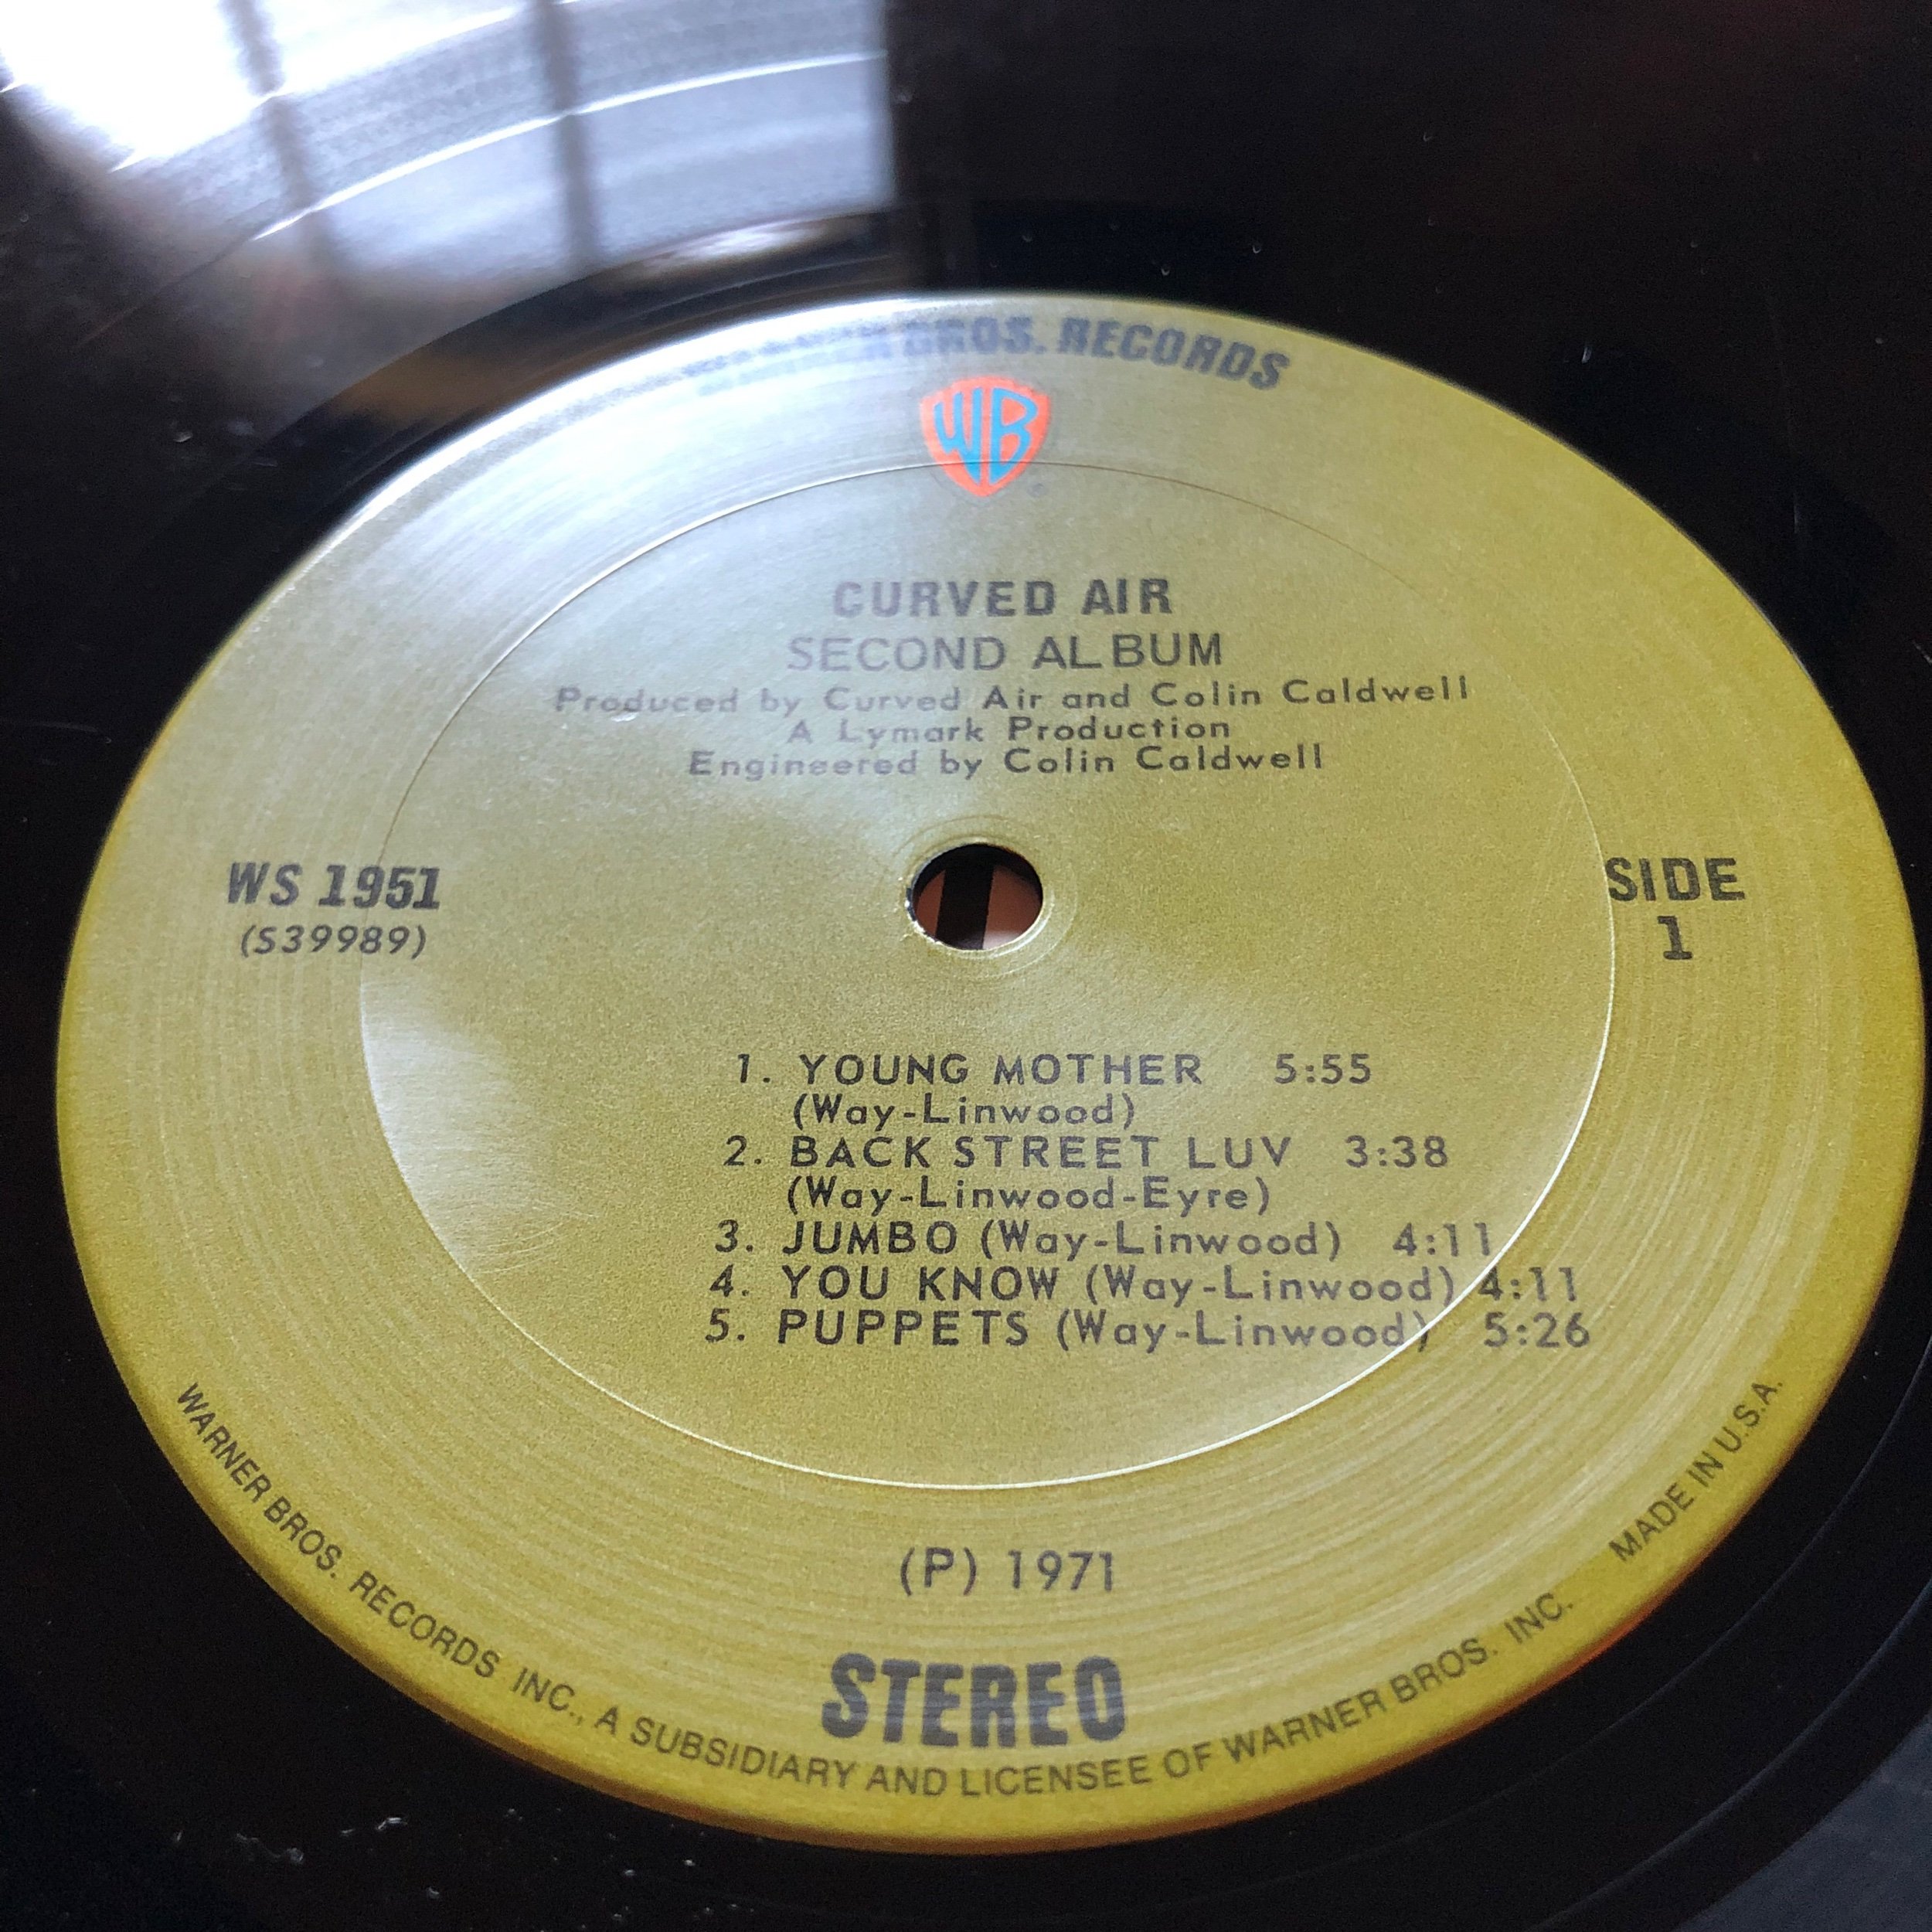 WARNER BROS. RECORDS
WB
CURVED AIR
SECOND ALBUM
Produced by Curved Air and Colin Caldwell
A Lymark Production
Engineered by Colin Caldwell
WS 1951
(S39989)
SIDE
1
1. YOUNG MOTHER 5:55
(Way-Linwood)
2. BACK STREET LUV 3:38
(Way-Linwood-Eyre)
3. JUMBO (Way-Linwood) 4:11
4. YOU KNOW (Way-Linwood) 4:11
5. PUPPETS (Way-Linwood) 5:26
(P) 1971
STEREO
WARNER BROS. RECORDS INC., A SUBSIDIARY AND LICENSEE OF WARNER BROS. INC. MADE IN U.S.A.